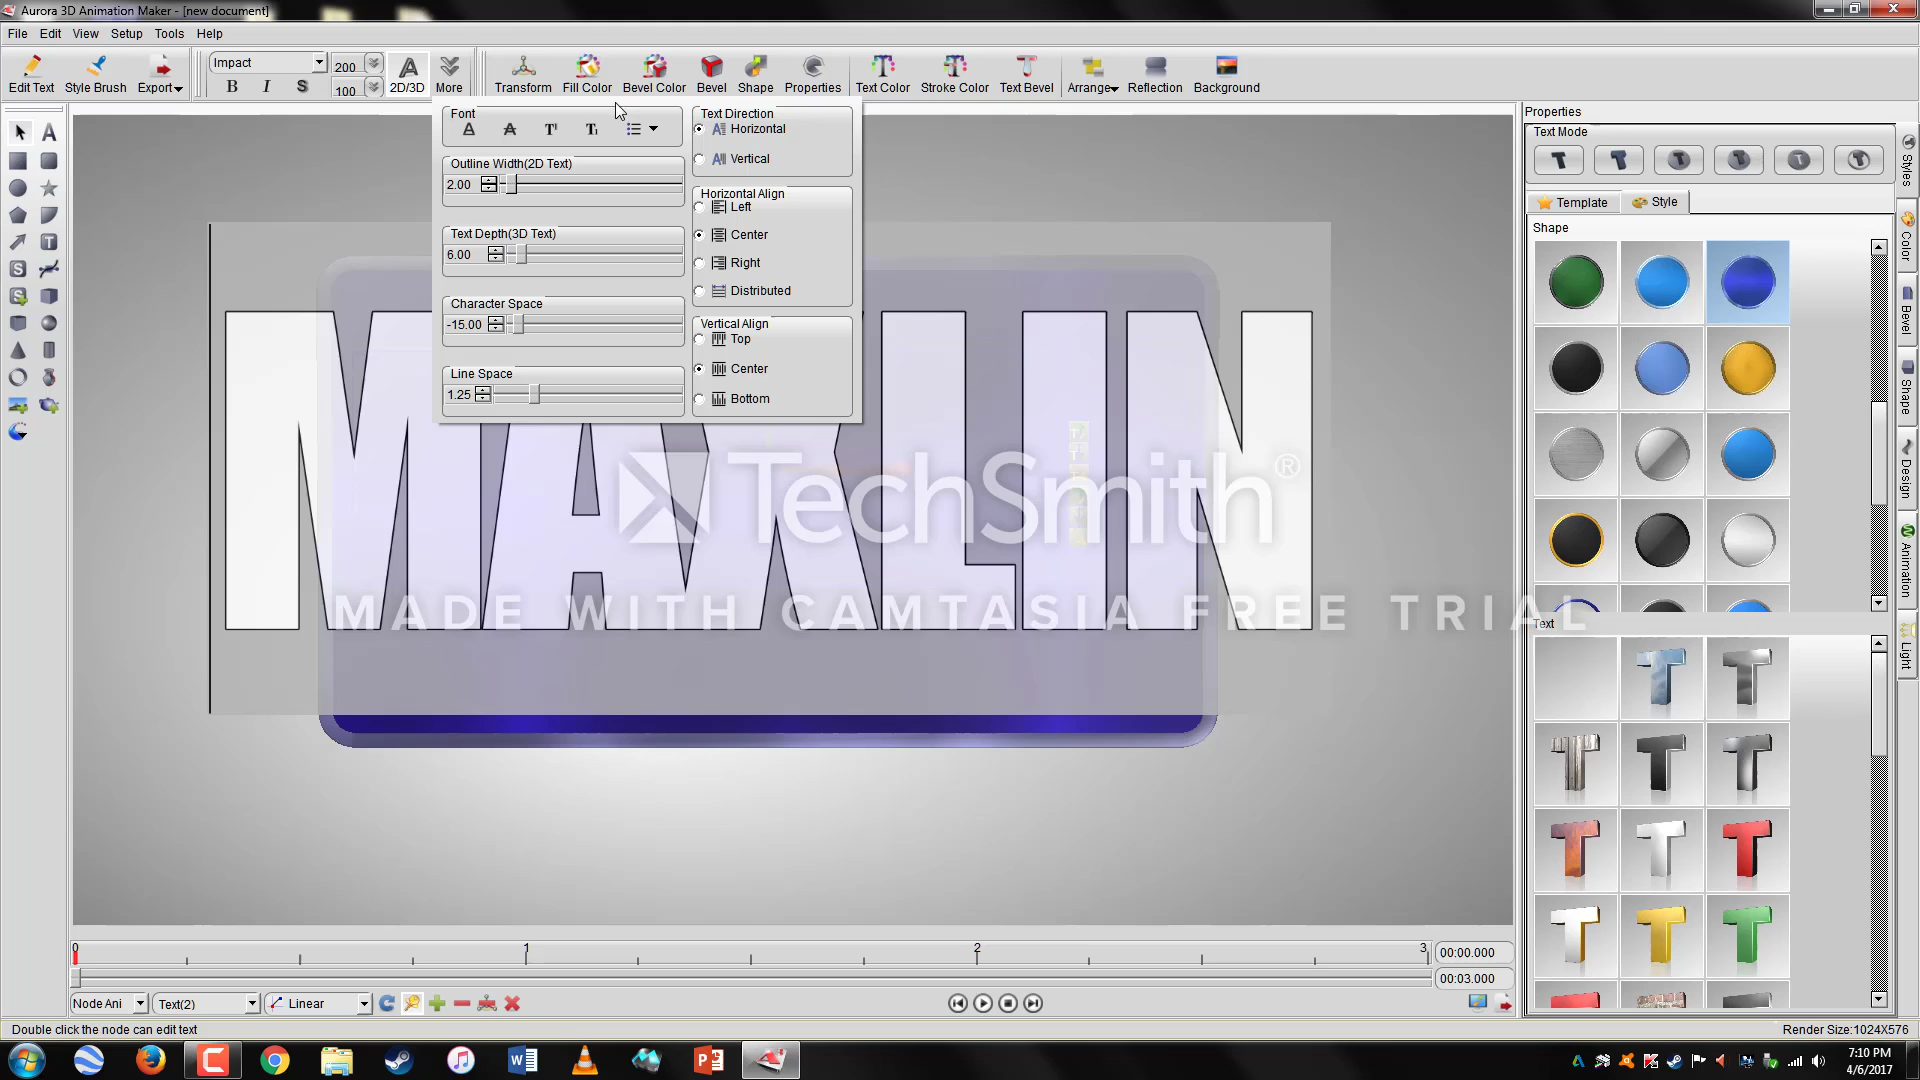 Aurora 3D Animation Maker - [new document]
File Edit View Setup Tools Help
Impact 200
B I S 100
Edit Text Style Brush Export 2D/3D More Transform Fill Color Bevel Color Bevel Shape Properties Text Color Stroke Color Text Bevel Arrange Reflection Background
Font
Outline Width(2D Text)
2.00
Text Depth(3D Text)
6.00
Character Space
-15.00
Line Space
1.25
Text Direction
Horizontal
Vertical
Horizontal Align
Left
Center
Right
Distributed
Vertical Align
Top
Center
Bottom
MAXLIN
TechSmith®
MADE WITH CAMTASIA FREE TRIAL
Properties
Text Mode
Template Style
Shape
Text
Styles
Color
Bevel
Shape
Design
Animation
Light
0 1 2 3
00:00.000
00:03.000
Node Ani Text(2) Linear
Double click the node can edit text
Render Size:1024X576
7:10 PM
4/6/2017